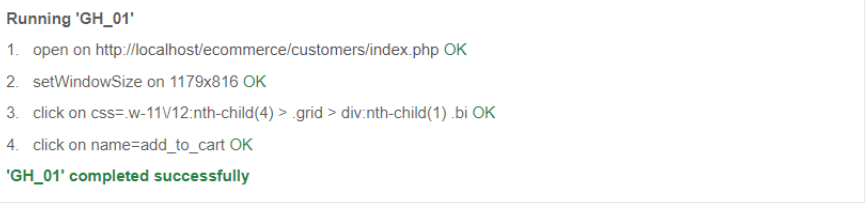 Running 'GH_01'
1. open on http://localhost/ecommerce/customers/index.php OK
2. setWindowSize on 1179x816 OK
3. click on css=.w-11\/12:nth-child(4) > .grid > div:nth-child(1) .bi OK
4. click on name=add_to_cart OK
'GH_01' completed successfully